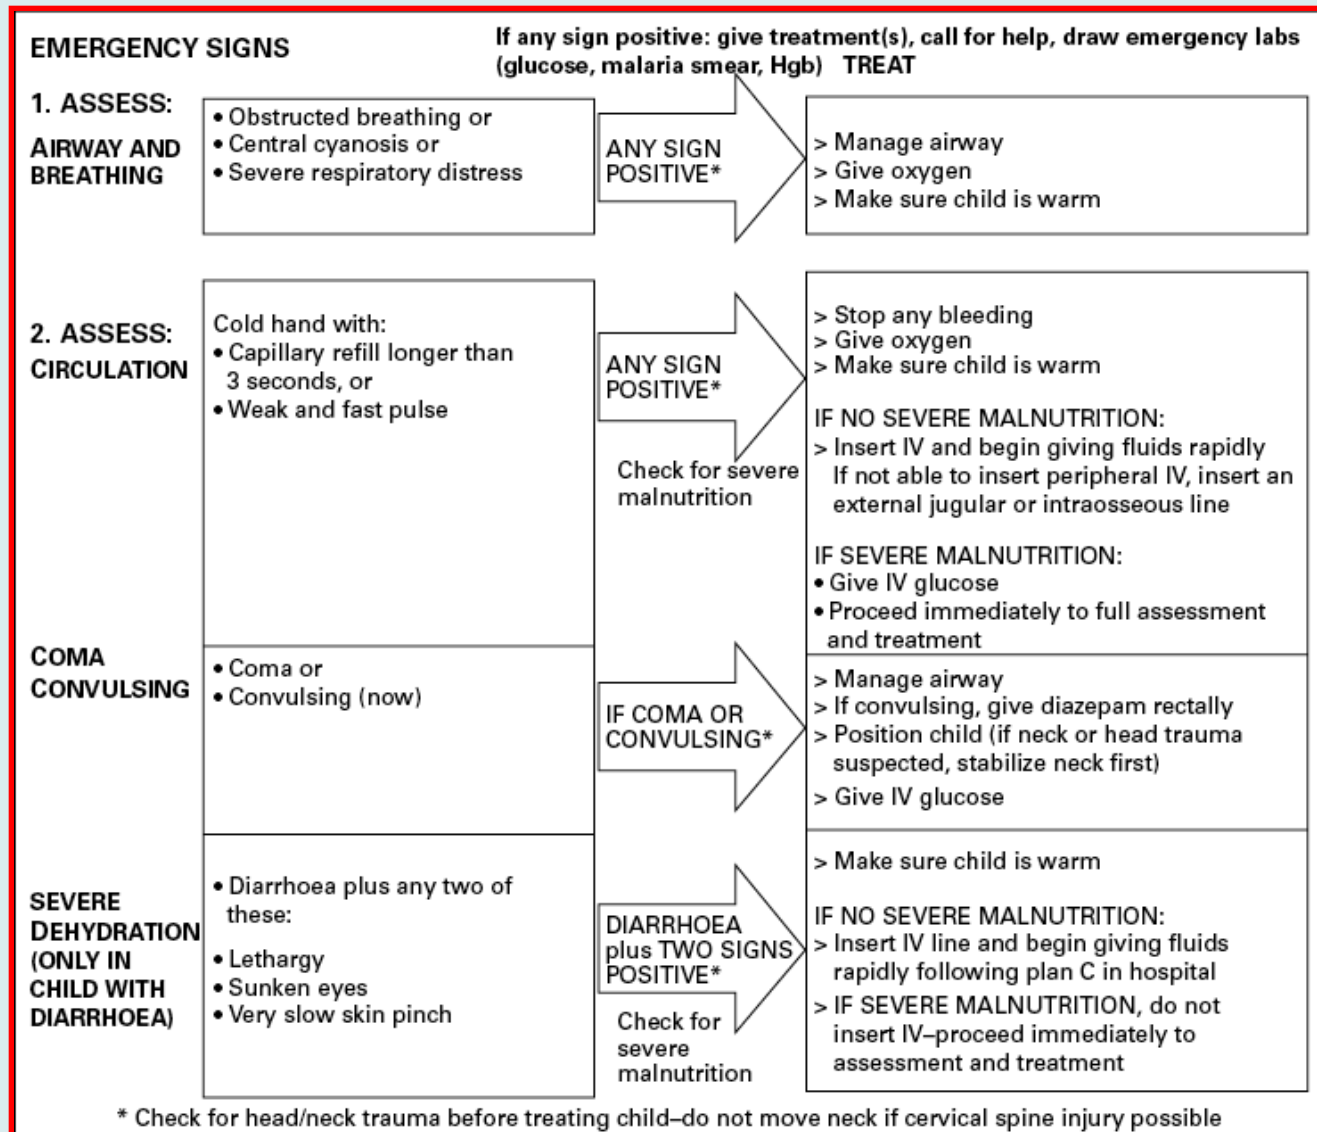 EMERGENCY SIGNS
If any sign positive: give treatment(s), call for help, draw emergency labs
(glucose, malaria smear, Hgb) TREAT
1. ASSESS:
AIRWAY AND
BREATHING
• Obstructed breathing or
• Central cyanosis or
• Severe respiratory distress
ANY SIGN
POSITIVE*
> Manage airway
> Give oxygen
> Make sure child is warm
2. ASSESS:
CIRCULATION
Cold hand with:
• Capillary refill longer than
3 seconds, or
• Weak and fast pulse
ANY SIGN
POSITIVE*
Check for severe
malnutrition
> Stop any bleeding
> Give oxygen
> Make sure child is warm
IF NO SEVERE MALNUTRITION:
> Insert IV and begin giving fluids rapidly
If not able to insert peripheral IV, insert an
external jugular or intraosseous line
IF SEVERE MALNUTRITION:
• Give IV glucose
• Proceed immediately to full assessment
and treatment
COMA
CONVULSING
• Coma or
• Convulsing (now)
IF COMA OR
CONVULSING*
> Manage airway
> If convulsing, give diazepam rectally
> Position child (if neck or head trauma
suspected, stabilize neck first)
> Give IV glucose
SEVERE
DEHYDRATION
(ONLY IN
CHILD WITH
DIARRHOEA)
• Diarrhoea plus any two of
these:
• Lethargy
• Sunken eyes
• Very slow skin pinch
DIARRHOEA
plus TWO SIGNS
POSITIVE*
Check for
severe
malnutrition
> Make sure child is warm
IF NO SEVERE MALNUTRITION:
> Insert IV line and begin giving fluids
rapidly following plan C in hospital
> IF SEVERE MALNUTRITION, do not
insert IV–proceed immediately to
assessment and treatment
* Check for head/neck trauma before treating child–do not move neck if cervical spine injury possible